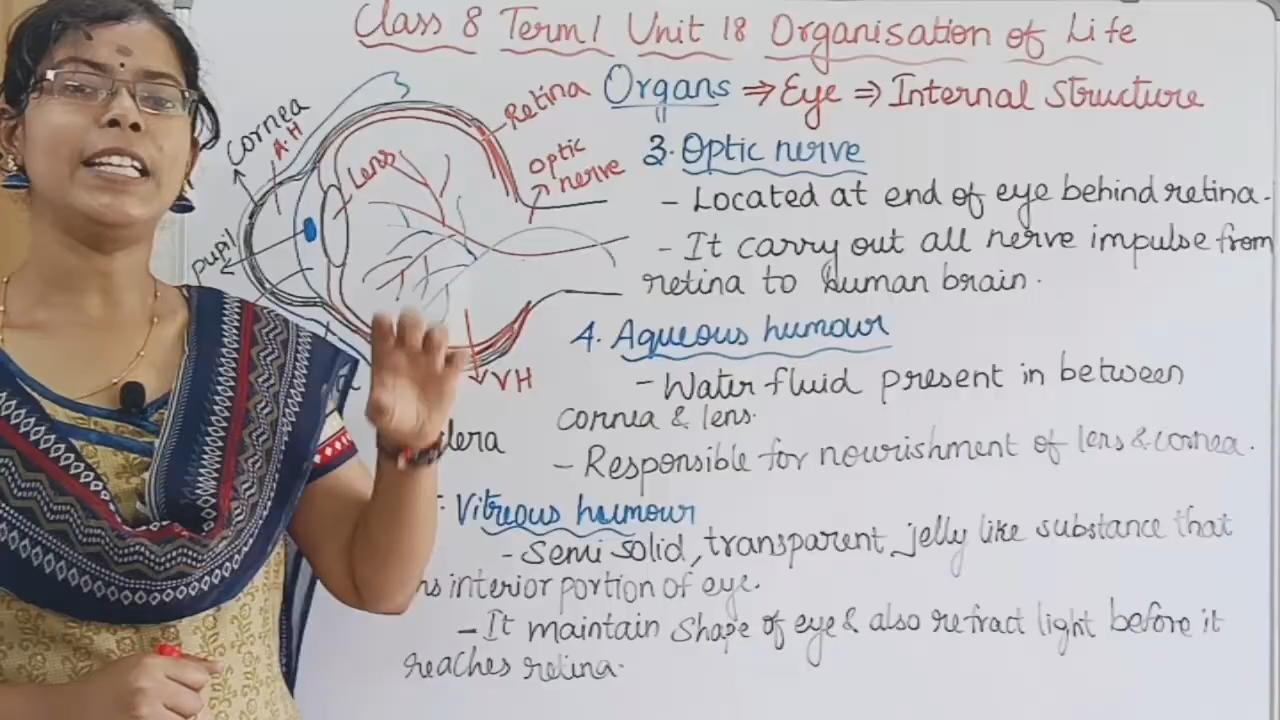 Class 8 Term 1 Unit 18 Organisation of Life
Organs ⇒ Eye ⇒ Internal Structure
Cornea
A.H
Lens
Retina
Optic
nerve
pupil
VH
3. Optic nerve
- Located at end of eye behind retina.
- It carry out all nerve impulse from
retina to human brain.
4. Aqueous humour
- Water fluid present in between
cornea & lens.
- Responsible for nourishment of lens & cornea.
Vitreous humour
- Semi solid, transparent, jelly like substance that
interior portion of eye.
- It maintain shape of eye & also refract light before it
reaches retina.